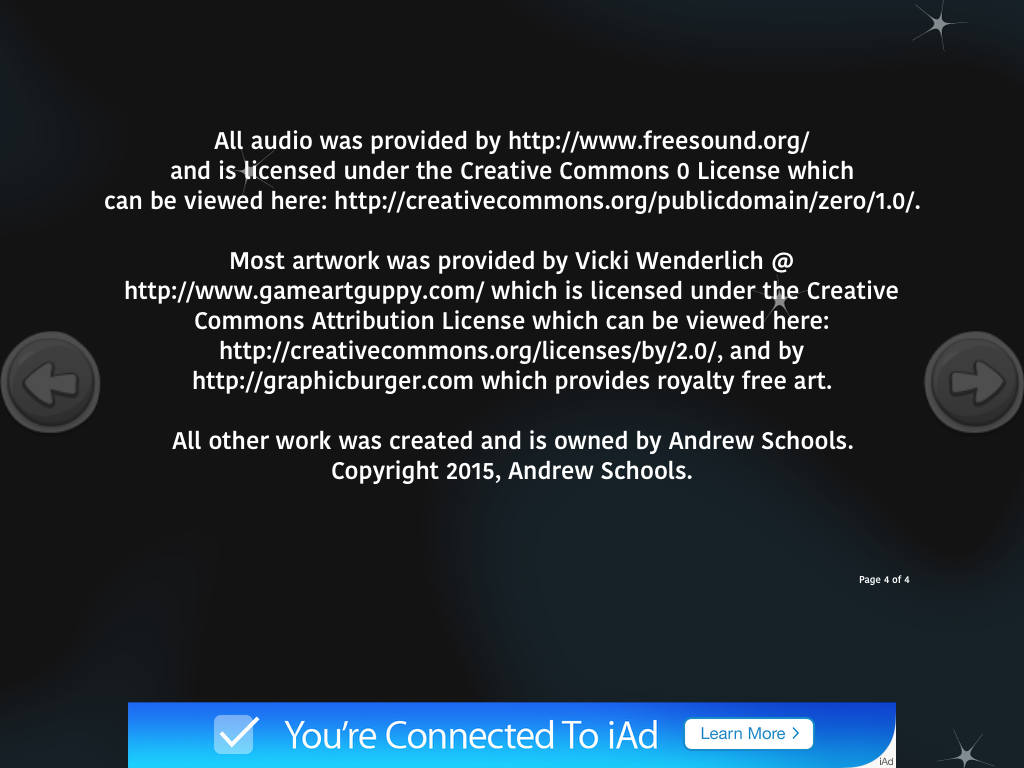 All audio was provided by http://www.freesound.org/
and is licensed under the Creative Commons 0 License which
can be viewed here: http://creativecommons.org/publicdomain/zero/1.0/.
Most artwork was provided by Vicki Wenderlich @
http://www.gameartguppy.com/ which is licensed under the Creative
Commons Attribution License which can be viewed here:
http://creativecommons.org/licenses/by/2.0/, and by
http://graphicburger.com which provides royalty free art.
All other work was created and is owned by Andrew Schools.
Copyright 2015, Andrew Schools.
Page 4 of 4
You're Connected To iAd
Learn More >
iAd